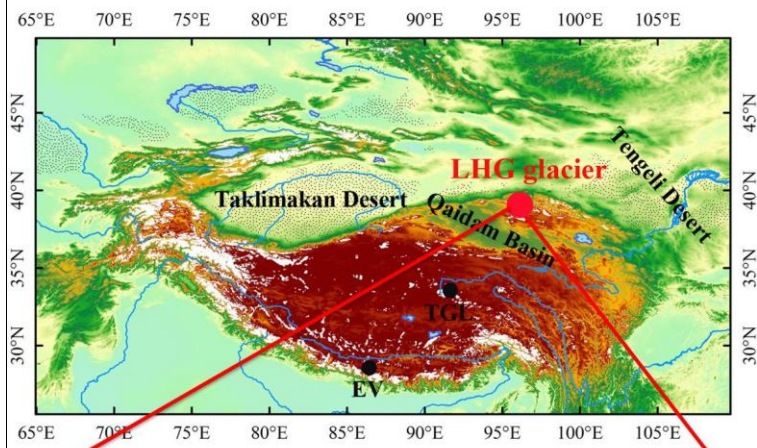 65°E 70°E 75°E 80°E 85°E 90°E 95°E 100°E 105°E
45°N
45°N
Tengeli Desert
LHG glacier
40°N
40°N
Taklimakan Desert
Qaidam Basin
35°N
35°N
TGL
30°N
30°N
EV
65°E 70°E 75°E 80°E 85°E 90°E 95°E 100°E 105°E